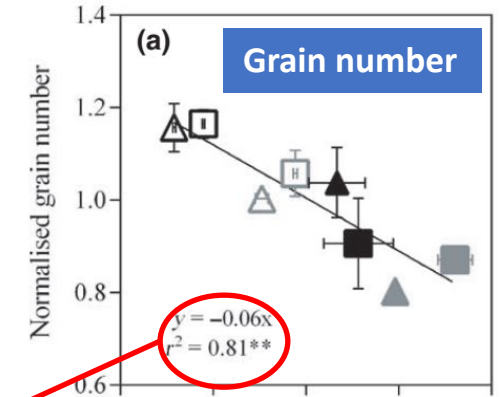 1.4
(a)
Grain number
1.2
1.0
0.8
0.6
Normalised grain number
H
H
H
y = −0.06x
r² = 0.81**